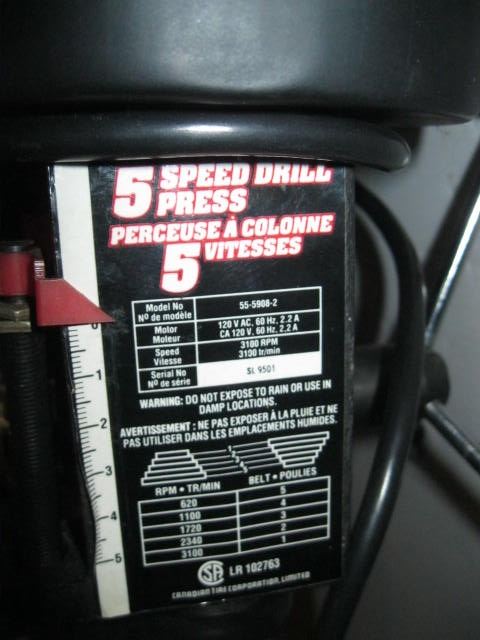 5 SPEED DRILL
PRESS
PERCEUSE À COLONNE
5 VITESSES
Model No
Nº de modèle
55-5908-2
Motor
Moteur
120 V AC, 60 Hz, 2.2 A
CA 120 V, 60 Hz, 2.2 A
Speed
Vitesse
3100 RPM
3100 tr/min
Serial No
Nº de série
SL 9501
WARNING: DO NOT EXPOSE TO RAIN OR USE IN
DAMP LOCATIONS.
AVERTISSEMENT : NE PAS EXPOSER À LA PLUIE ET NE
PAS UTILISER DANS LES EMPLACEMENTS HUMIDES.
RPM • TR/MIN BELT • POULIES
620 5
1100 4
1720 3
2340 2
3100 1
SA LR 102763
CANADIAN TIRE CORPORATION, LIMITED
0
1
2
3
4
5